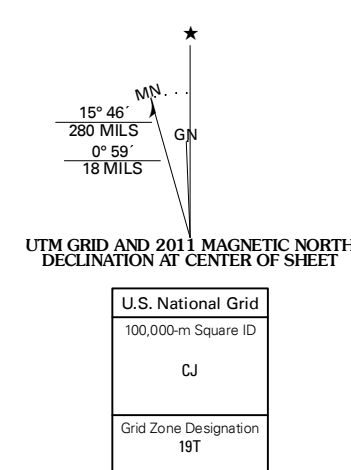 ★
MN
GN
15° 46´
280 MILS
0° 59´
18 MILS
UTM GRID AND 2011 MAGNETIC NORTH
DECLINATION AT CENTER OF SHEET
U.S. National Grid
100,000-m Square ID
CJ
Grid Zone Designation
19T